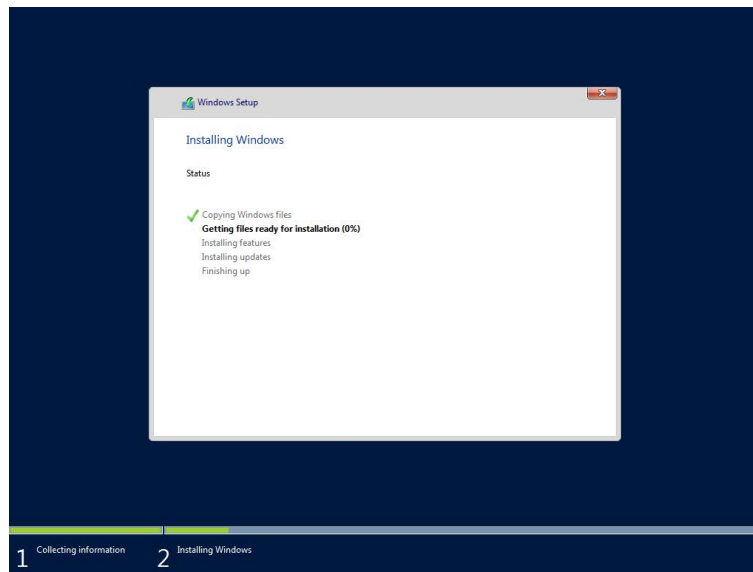 Windows Setup
Installing Windows
Status
Copying Windows files
Getting files ready for installation (0%)
Installing features
Installing updates
Finishing up
1 Collecting information
2 Installing Windows